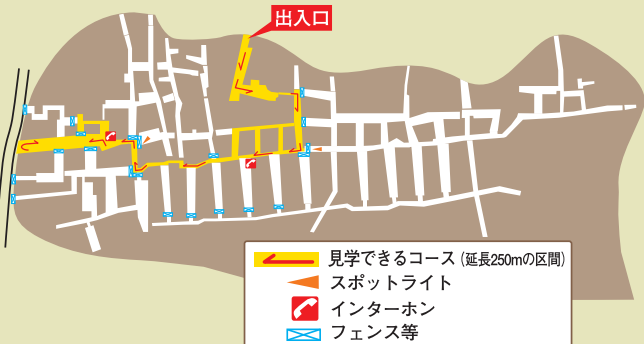 出入口
見学できるコース (延長250mの区間)
スポットライト
インターホン
フェンス等